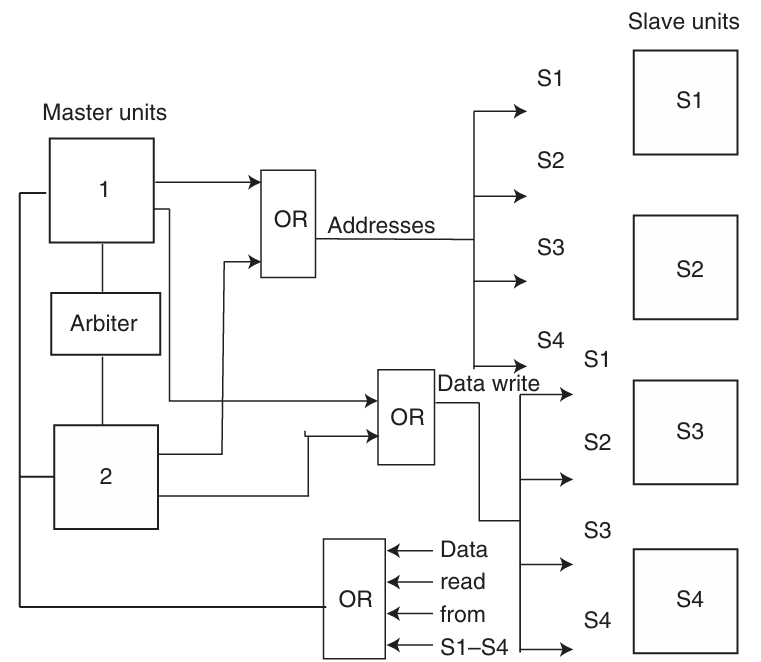 Slave units
S1
S1
Master units
1
S2
OR
Addresses
S3
S2
Arbiter
S4
S1
Data write
OR
S3
S2
2
S3
Data
read
OR
from
S4
S4
S1–S4